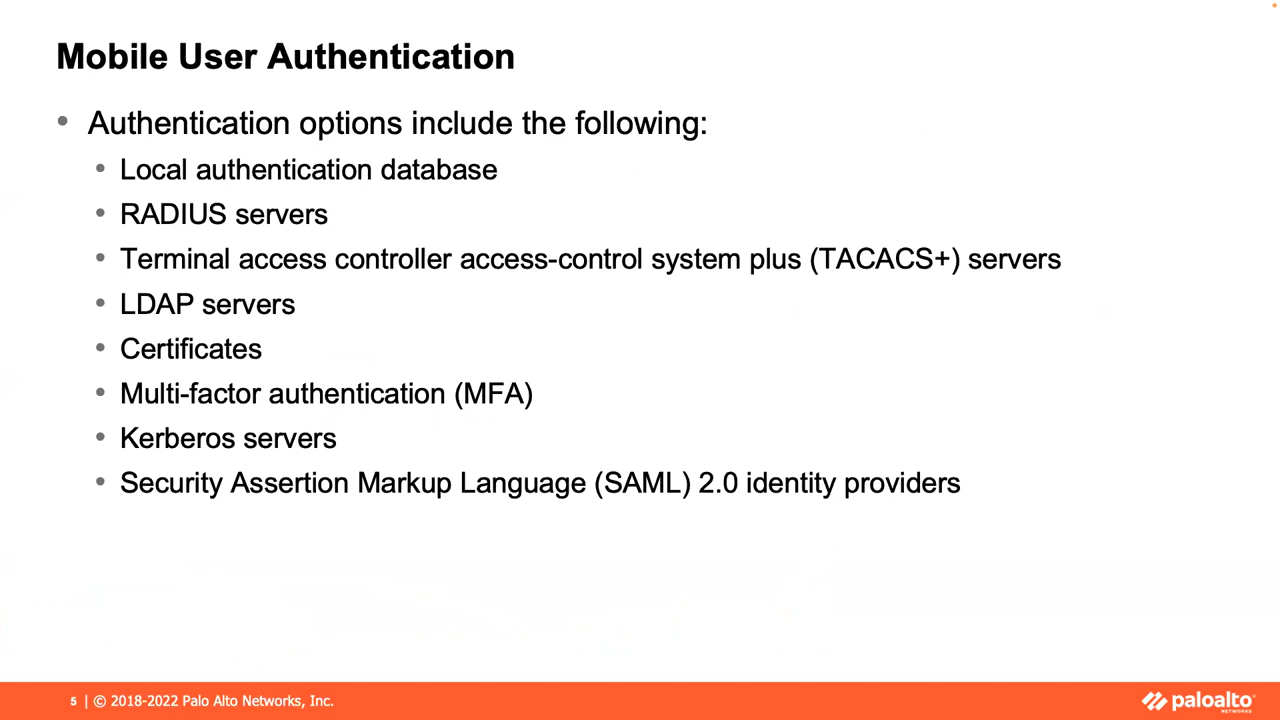 Mobile User Authentication
• Authentication options include the following:
• Local authentication database
• RADIUS servers
• Terminal access controller access-control system plus (TACACS+) servers
• LDAP servers
• Certificates
• Multi-factor authentication (MFA)
• Kerberos servers
• Security Assertion Markup Language (SAML) 2.0 identity providers
5 | © 2018-2022 Palo Alto Networks, Inc.
paloalto
NETWORKS